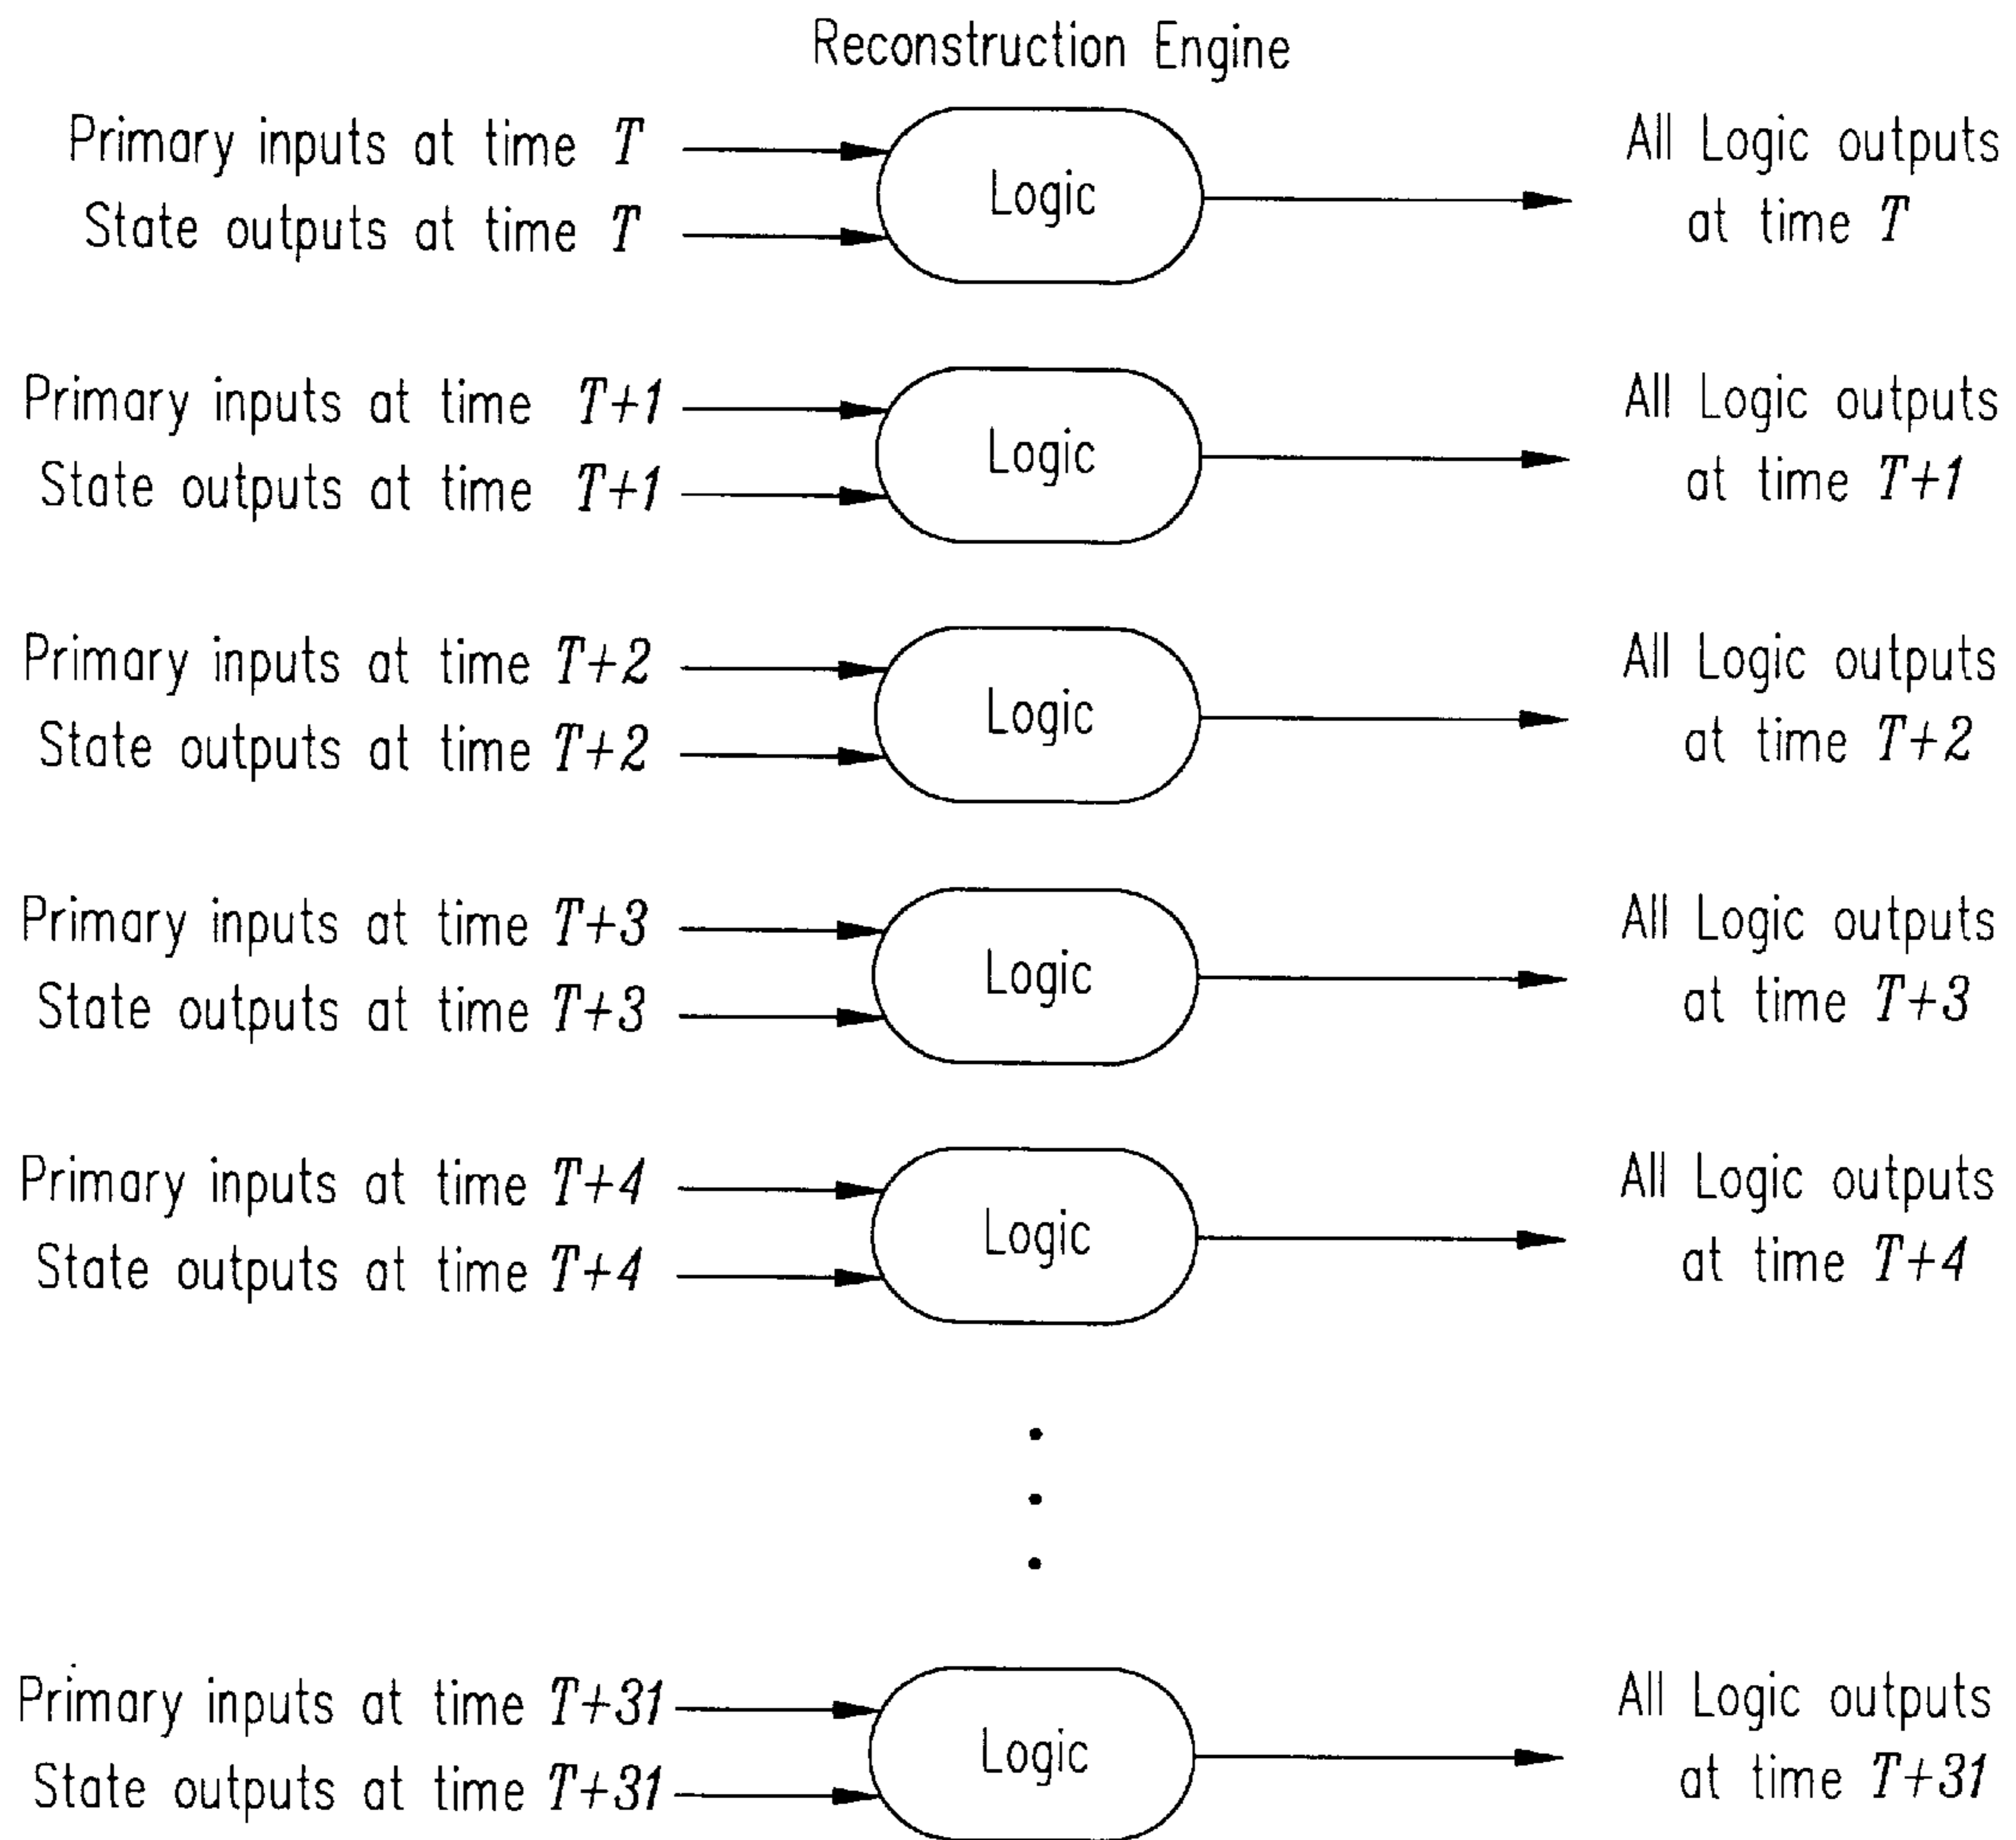 Reconstruction Engine
Primary inputs at time T
State outputs at time T
Logic
All Logic outputs
at time T
Primary inputs at time T+1
State outputs at time T+1
Logic
All Logic outputs
at time T+1
Primary inputs at time T+2
State outputs at time T+2
Logic
All Logic outputs
at time T+2
Primary inputs at time T+3
State outputs at time T+3
Logic
All Logic outputs
at time T+3
Primary inputs at time T+4
State outputs at time T+4
Logic
All Logic outputs
at time T+4
Primary inputs at time T+31
State outputs at time T+31
Logic
All Logic outputs
at time T+31